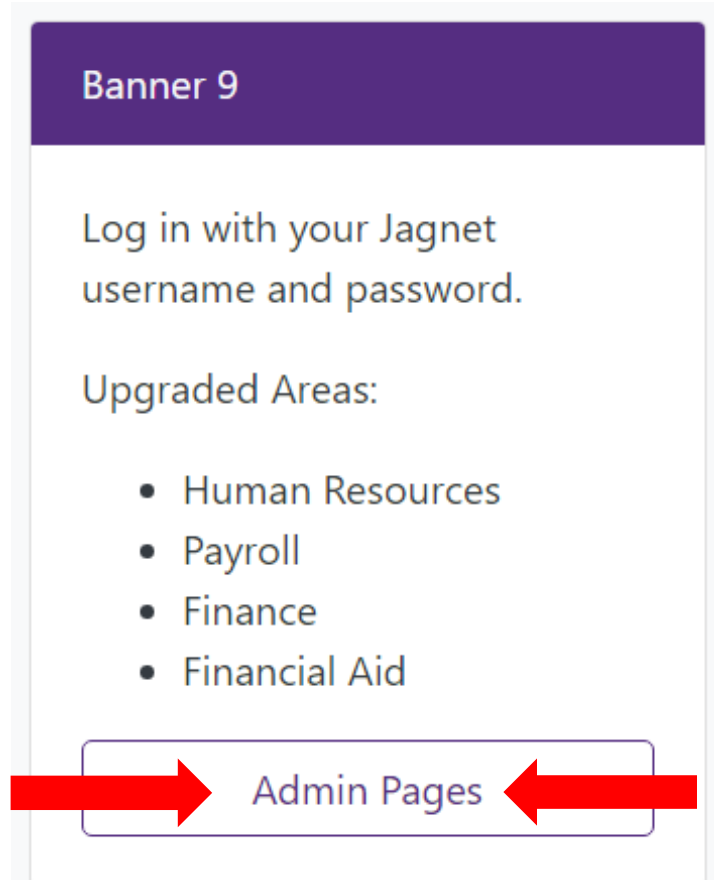 Banner 9
Log in with your Jagnet
username and password.
Upgraded Areas:
• Human Resources
• Payroll
• Finance
• Financial Aid
Admin Pages